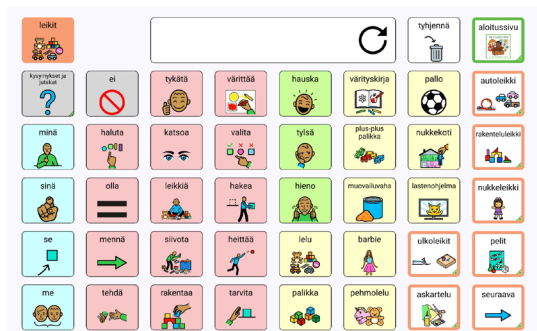 leikit
tyhjennä
aloitussivu
kysymykset ja
jutukat
ei
tykätä
värittää
hauska
värityskirja
pallo
autoleikki
minä
haluta
katsoa
valita
tylsä
plus-plus
palikka
nukkekoti
rakenteluleikki
sinä
olla
leikkiä
hakea
hieno
muovailuvaha
lastenohjelma
nukkeleikki
se
mennä
siivota
heittää
lelu
barbie
ulkoleikit
pelit
me
tehdä
rakentaa
tarvita
palikka
pehmolelu
askartelu
seuraava